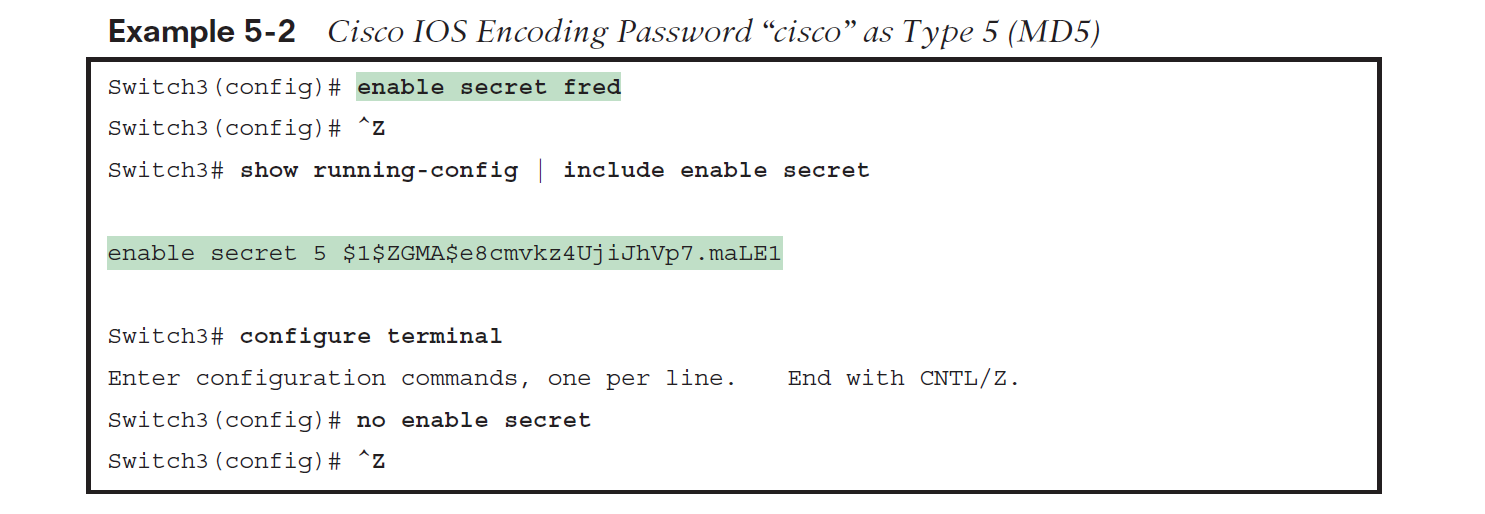 Example 5-2 Cisco IOS Encoding Password “cisco” as Type 5 (MD5)
Switch3(config)# enable secret fred
Switch3(config)# ^Z
Switch3# show running-config | include enable secret
enable secret 5 $1$ZGMA$e8cmvkz4UjiJhVp7.maLE1
Switch3# configure terminal
Enter configuration commands, one per line. End with CNTL/Z.
Switch3(config)# no enable secret
Switch3(config)# ^Z